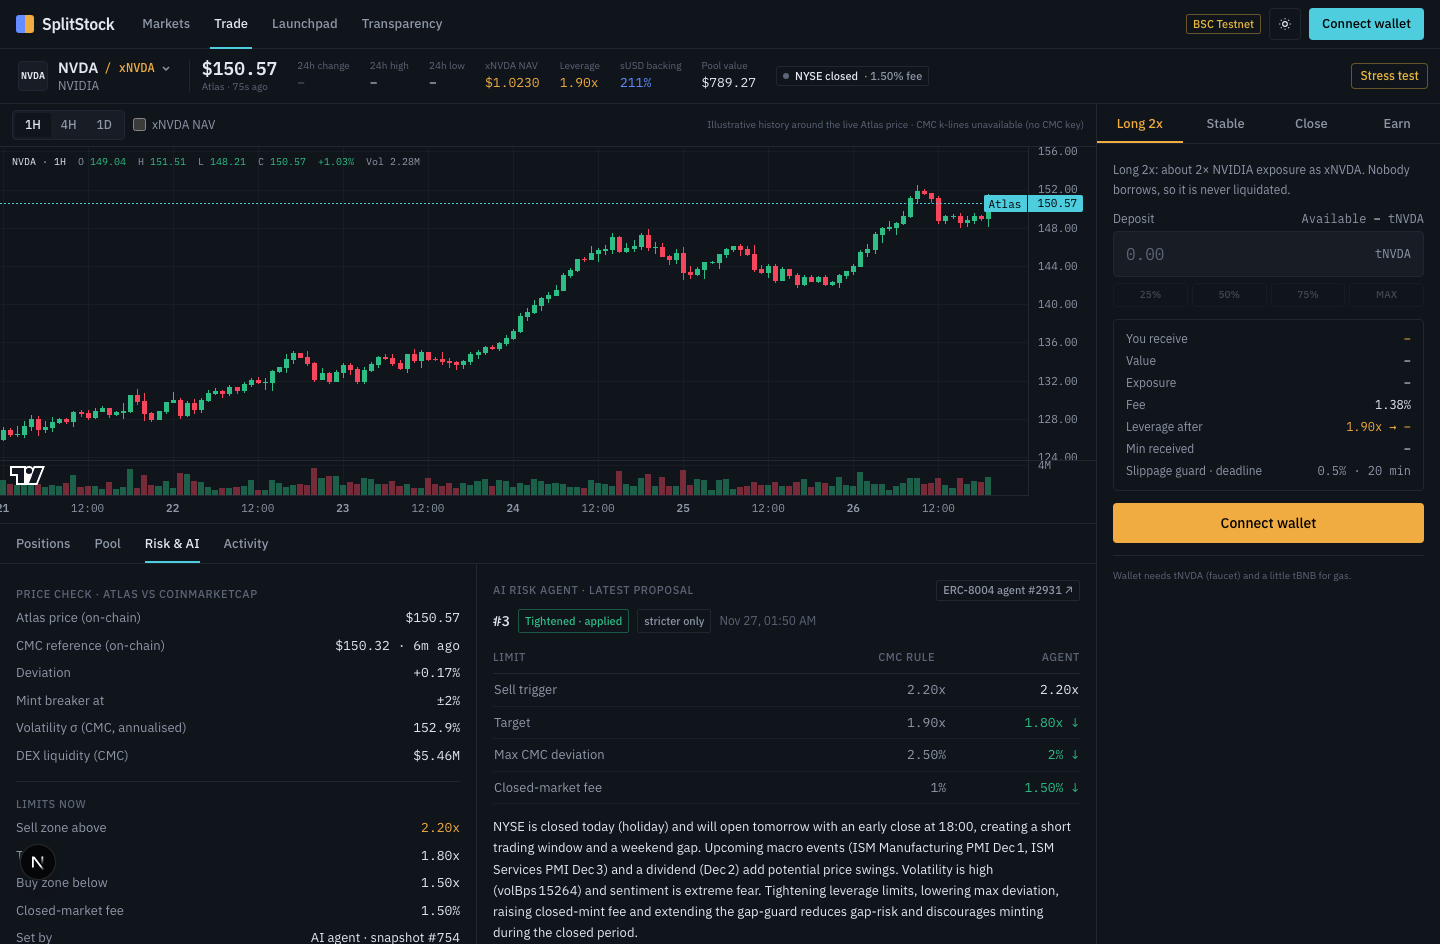 SplitStock
Markets
Trade
Launchpad
Transparency
BSC Testnet
Connect wallet
NVDA
NVDA / xNVDA
NVIDIA
$150.57
Atlas · 75s ago
24h change
–
24h high
–
24h low
–
xNVDA NAV
$1.0230
Leverage
1.90x
sUSD backing
211%
Pool value
$789.27
NYSE closed · 1.50% fee
Stress test
1H 4H 1D
xNVDA NAV
Illustrative history around the live Atlas price · CMC k-lines unavailable (no CMC key)
NVDA · 1H O 149.04 H 151.51 L 148.21 C 150.57 +1.03% Vol 2.28M
156.00
152.00
Atlas 150.57
148.00
144.00
140.00
136.00
132.00
128.00
124.00
4M
21 12:00 22 12:00 23 12:00 24 12:00 25 12:00 26 12:00
Long 2x
Stable
Close
Earn
Long 2x: about 2× NVIDIA exposure as xNVDA. Nobody
borrows, so it is never liquidated.
Deposit
Available – tNVDA
0.00
tNVDA
25% 50% 75% MAX
You receive –
Value –
Exposure –
Fee 1.38%
Leverage after 1.90x → –
Min received –
Slippage guard · deadline 0.5% · 20 min
Connect wallet
Wallet needs tNVDA (faucet) and a little tBNB for gas.
Positions
Pool
Risk & AI
Activity
PRICE CHECK · ATLAS VS COINMARKETCAP
Atlas price (on-chain) $150.57
CMC reference (on-chain) $150.32 · 6m ago
Deviation +0.17%
Mint breaker at ±2%
Volatility σ (CMC, annualised) 152.9%
DEX liquidity (CMC) $5.46M
LIMITS NOW
Sell zone above 2.20x
T
N
1.80x
Buy zone below 1.50x
Closed-market fee 1.50%
Set by AI agent · snapshot #754
AI RISK AGENT · LATEST PROPOSAL
ERC-8004 agent #2931 ↗
#3 Tightened · applied stricter only Nov 27, 01:50 AM
LIMIT CMC RULE AGENT
Sell trigger 2.20x 2.20x
Target 1.90x 1.80x ↓
Max CMC deviation 2.50% 2% ↓
Closed-market fee 1% 1.50% ↓
NYSE is closed today (holiday) and will open tomorrow with an early close at 18:00, creating a short
trading window and a weekend gap. Upcoming macro events (ISM Manufacturing PMI Dec 1, ISM
Services PMI Dec 3) and a dividend (Dec 2) add potential price swings. Volatility is high
(volBps 15264) and sentiment is extreme fear. Tightening leverage limits, lowering max deviation,
raising closed-mint fee and extending the gap-guard reduces gap-risk and discourages minting
during the closed period.